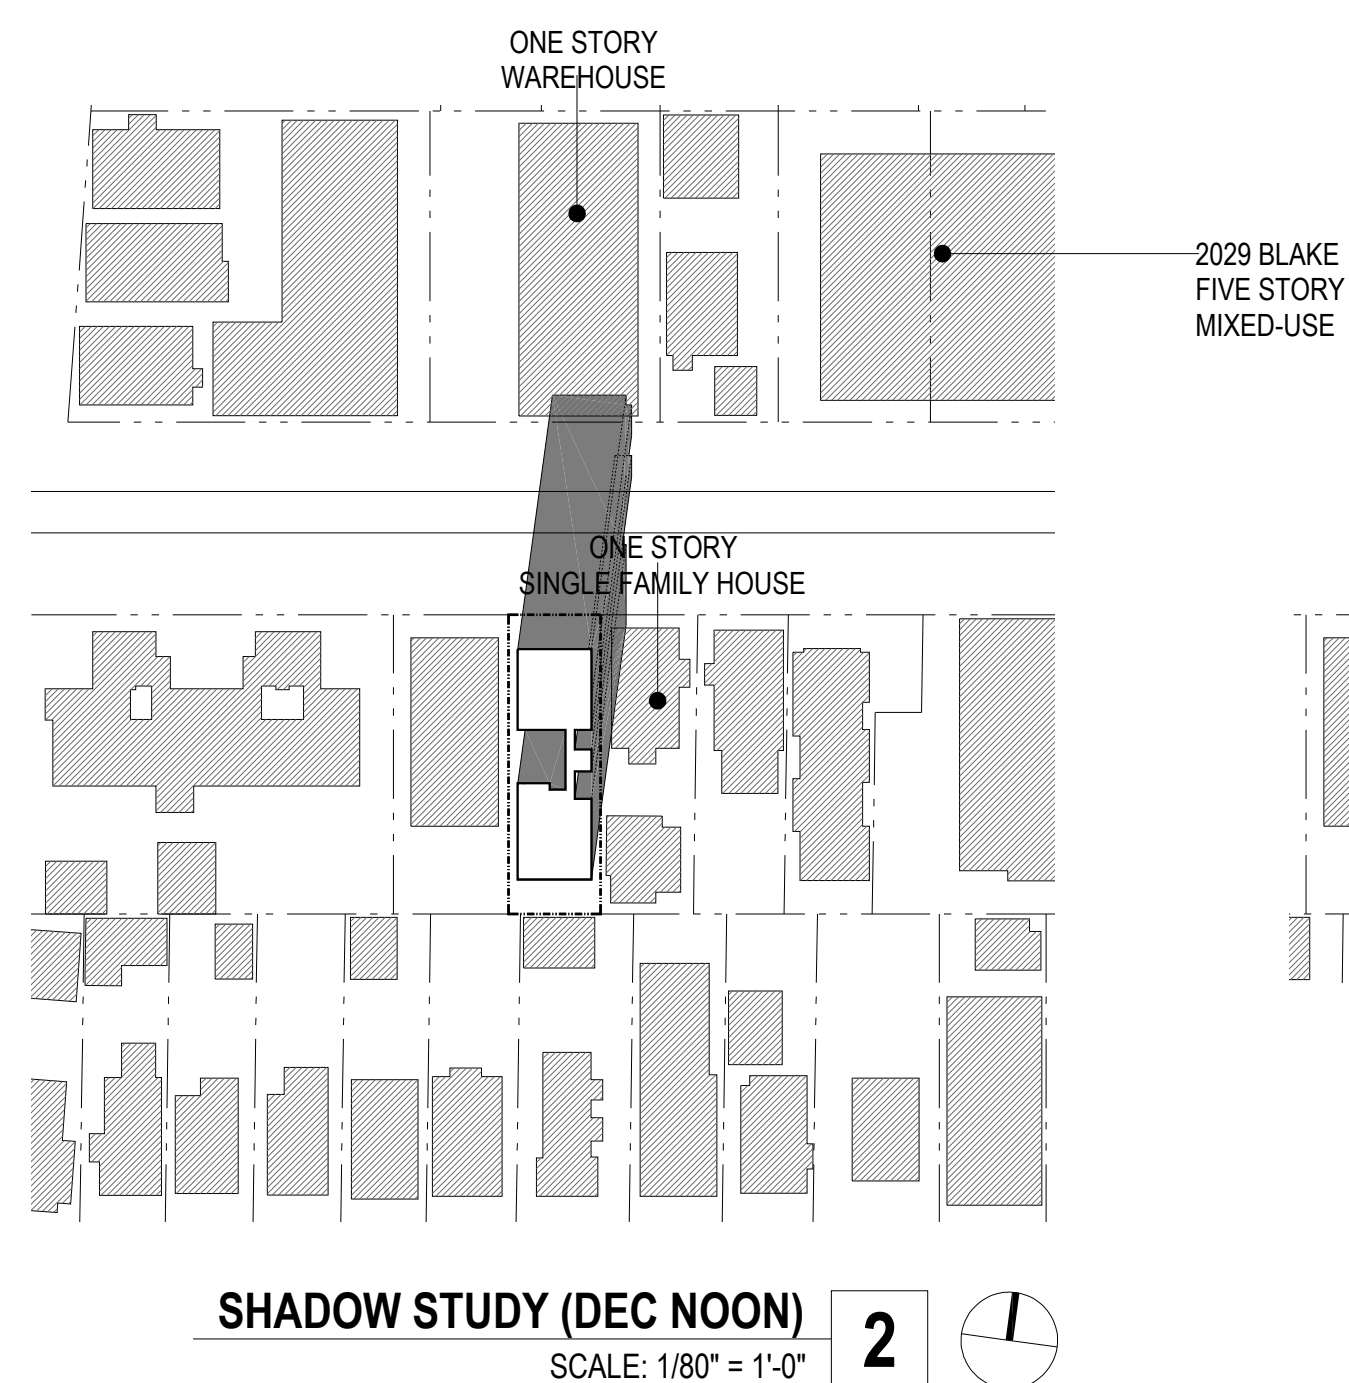 ONE STORY
WAREHOUSE
2029 BLAKE
FIVE STORY
MIXED-USE
ONE STORY
SINGLE FAMILY HOUSE
SHADOW STUDY (DEC NOON)
2
SCALE: 1/80" = 1'-0"